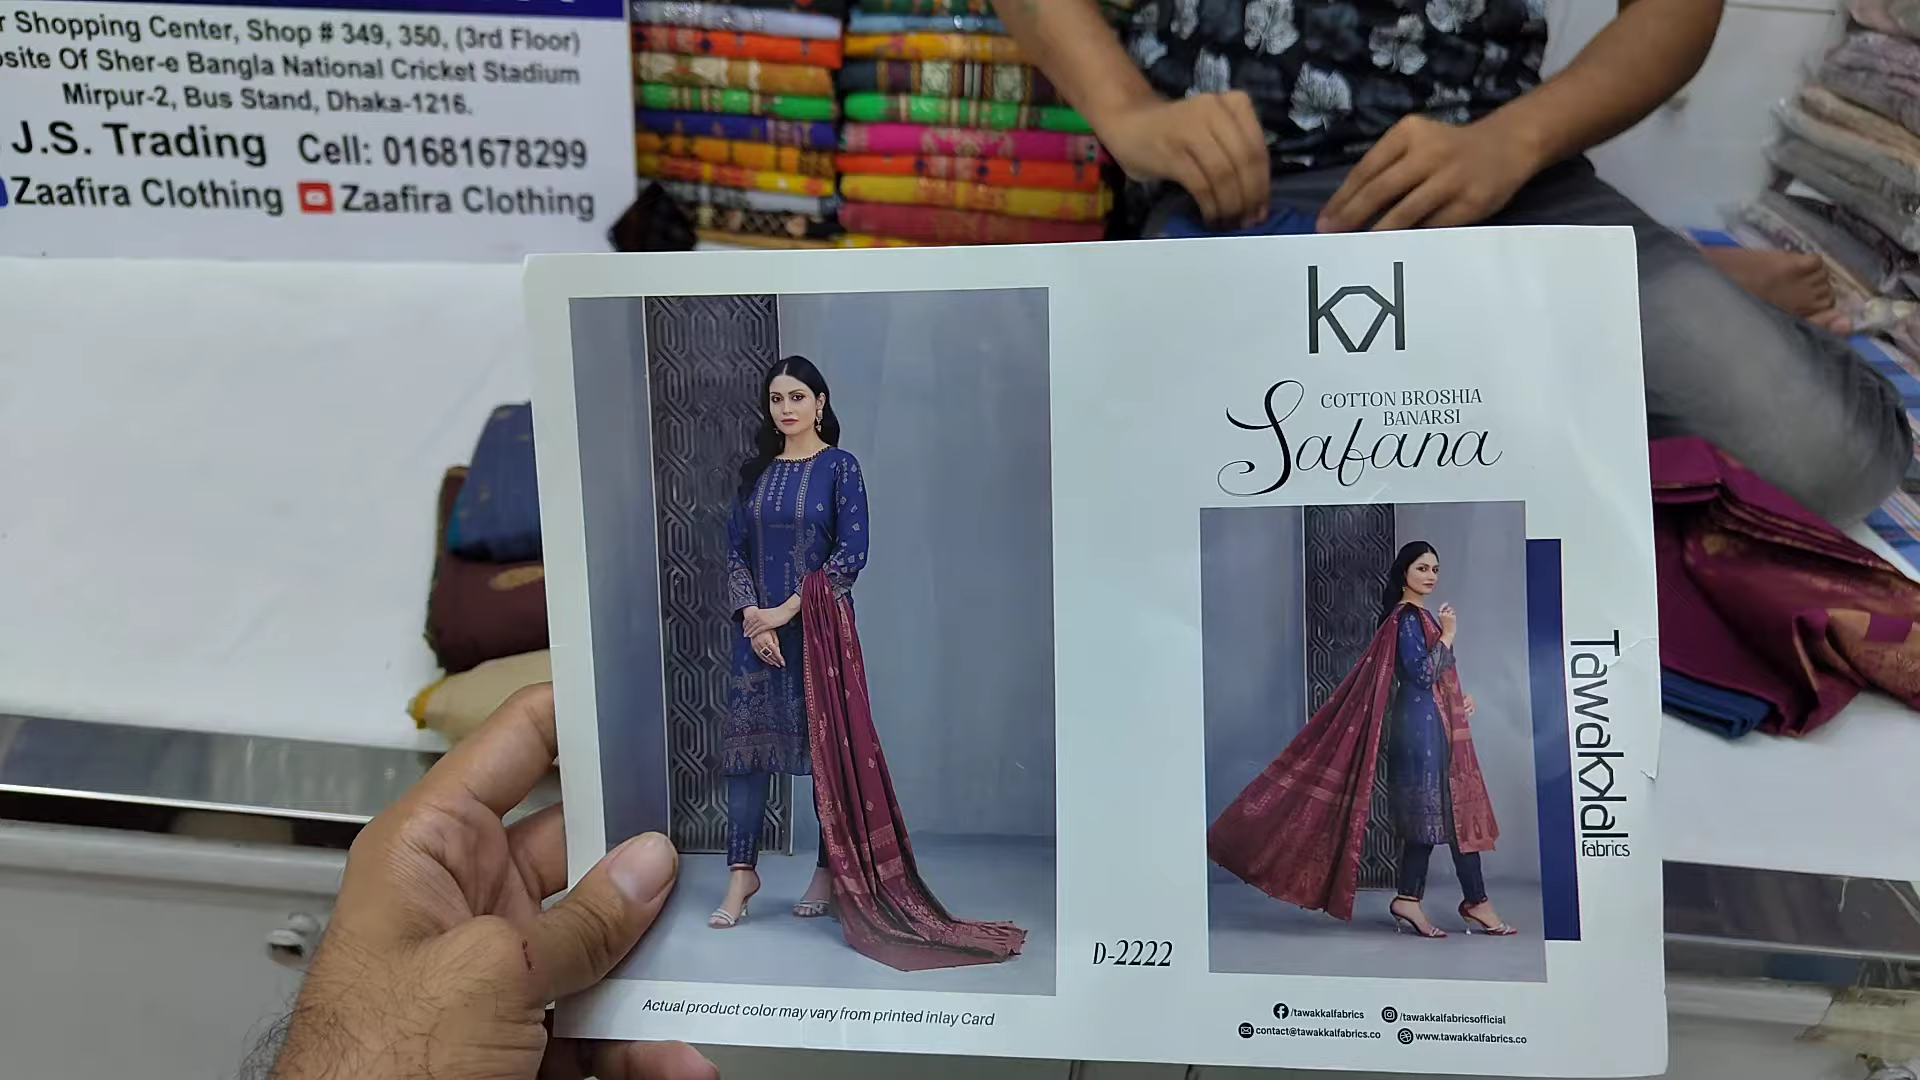 Shopping Center, Shop # 349, 350, (3rd Floor)
Of Sher-e Bangla National Cricket Stadium
Mirpur-2, Bus Stand, Dhaka-1216.
J.S. Trading Cell: 01681678299
Zaafira Clothing Zaafira Clothing
COTTON BROSHIA
BANARSI
Safana
Tawakkal
fabrics
D-2222
Actual product color may vary from printed inlay Card
/tawakkalfabrics /tawakkalfabricsofficial
contact@tawakkalfabrics.co www.tawakkalfabrics.co